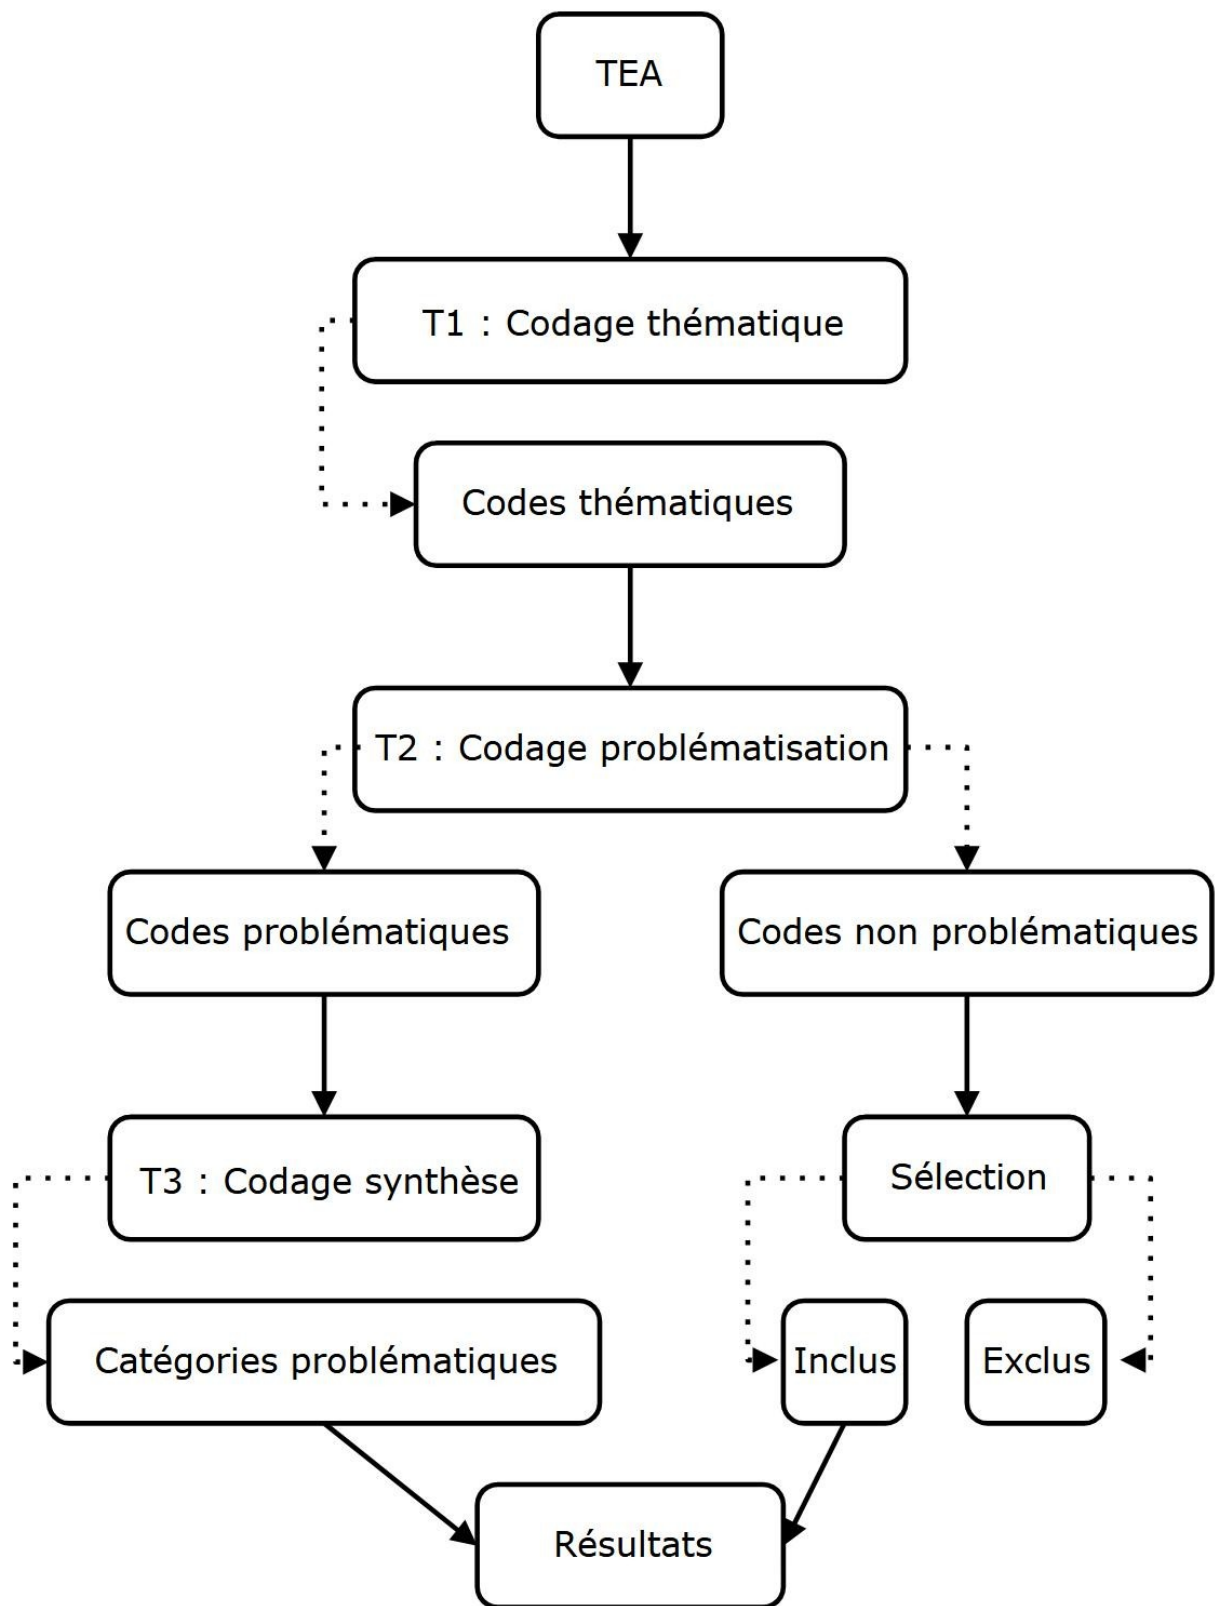 TEA
T1 : Codage thématique
Codes thématiques
T2 : Codage problématisation
Codes problématiques
Codes non problématiques
T3 : Codage synthèse
Sélection
Catégories problématiques
Inclus
Exclus
Résultats